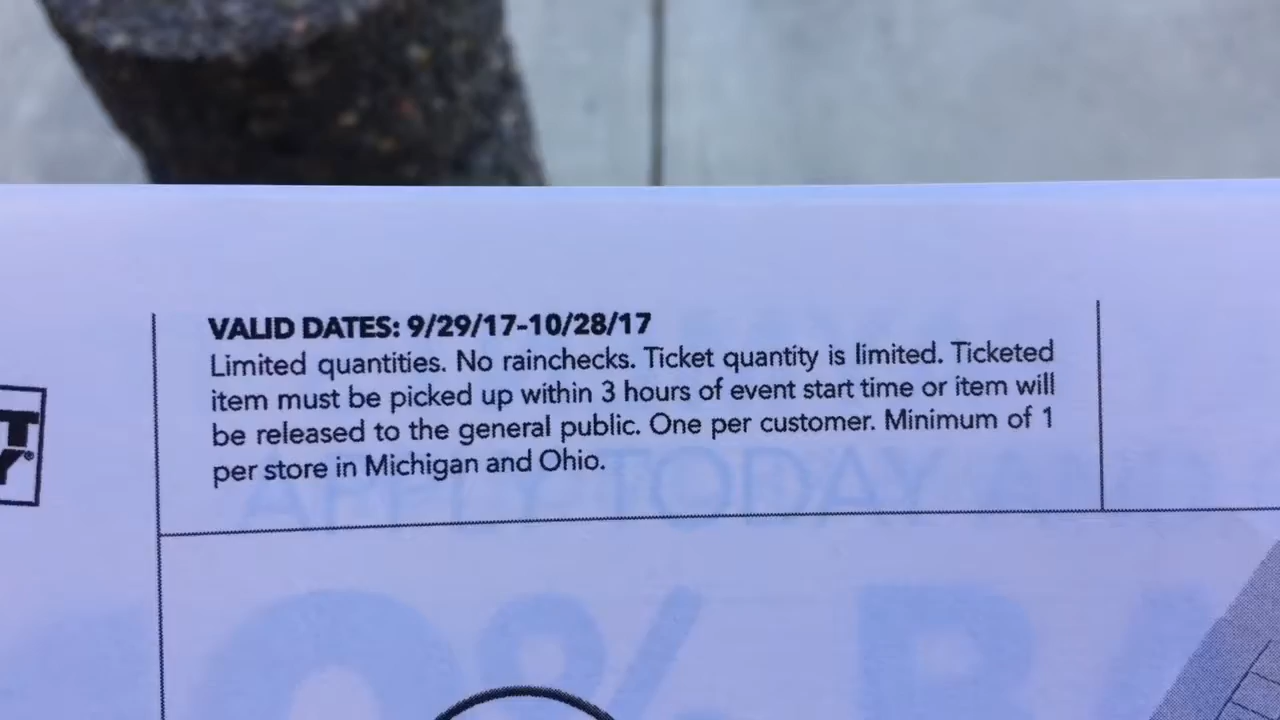 VALID DATES: 9/29/17-10/28/17
Limited quantities. No rainchecks. Ticket quantity is limited. Ticketed
item must be picked up within 3 hours of event start time or item will
be released to the general public. One per customer. Minimum of 1
per store in Michigan and Ohio.
APPLY TODAY